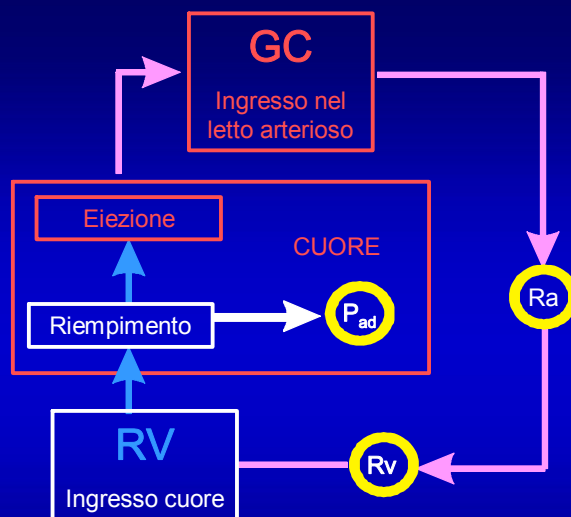 GC
Ingresso nel
letto arterioso
Eiezione
CUORE
Riempimento
Pad
Ra
RV
Ingresso cuore
Rv